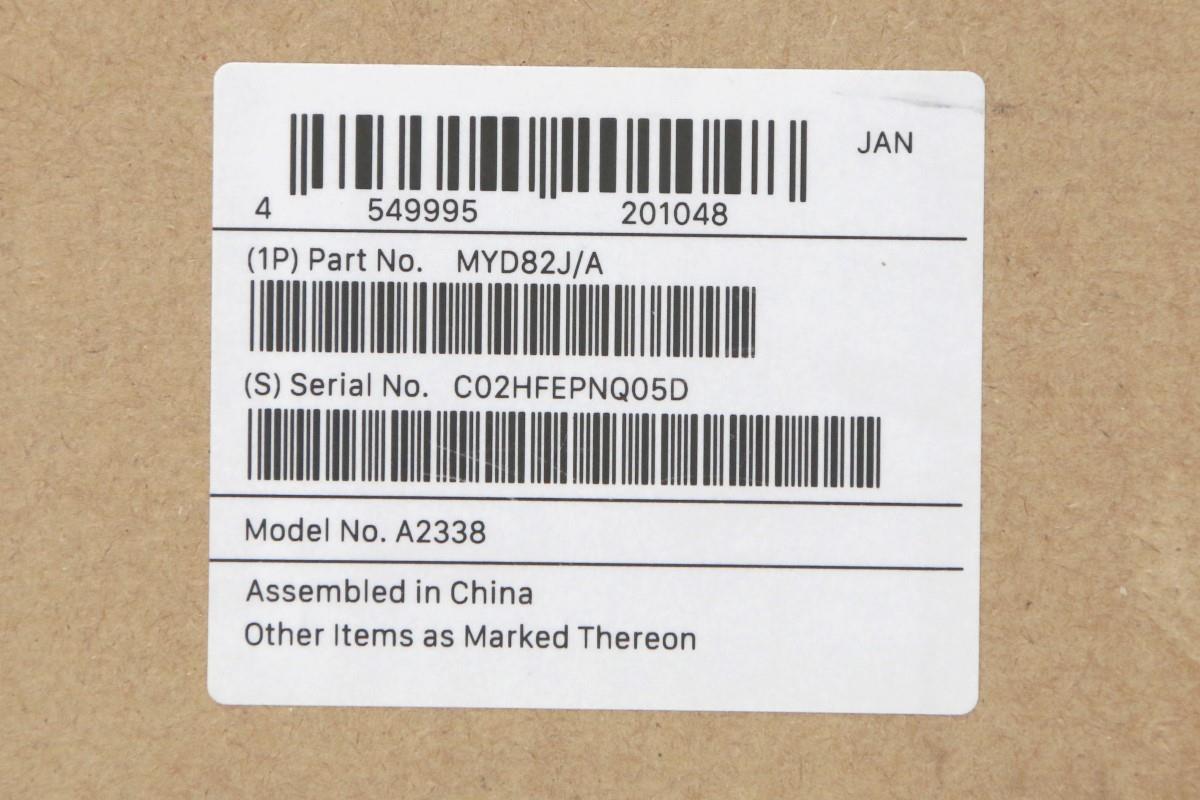 JAN
4 549995 201048
(1P) Part No. MYD82J/A
(S) Serial No. C02HFEPNQ05D
Model No. A2338
Assembled in China
Other Items as Marked Thereon